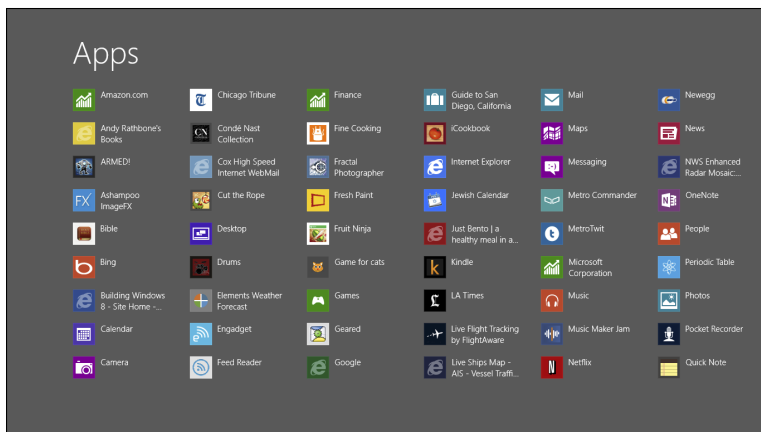 Apps
Amazon.com
Andy Rathbone's
Books
ARMED!
Ashampoo
ImageFX
Bible
Bing
Building Windows
8 - Site Home -...
Calendar
Camera
Chicago Tribune
Condé Nast
Collection
Cox High Speed
Internet WebMail
Cut the Rope
Desktop
Drums
Elements Weather
Forecast
Engadget
Feed Reader
Finance
Fine Cooking
Fractal
Photographer
Fresh Paint
Fruit Ninja
Game for cats
Games
Geared
Google
Guide to San
Diego, California
iCookbook
Internet Explorer
Jewish Calendar
Just Bento | a
healthy meal in a...
Kindle
LA Times
Live Flight Tracking
by FlightAware
Live Ships Map -
AIS - Vessel Traffi...
Mail
Maps
Messaging
Metro Commander
MetroTwit
Microsoft
Corporation
Music
Music Maker Jam
Netflix
Newegg
News
NWS Enhanced
Radar Mosaic:...
OneNote
People
Periodic Table
Photos
Pocket Recorder
Quick Note